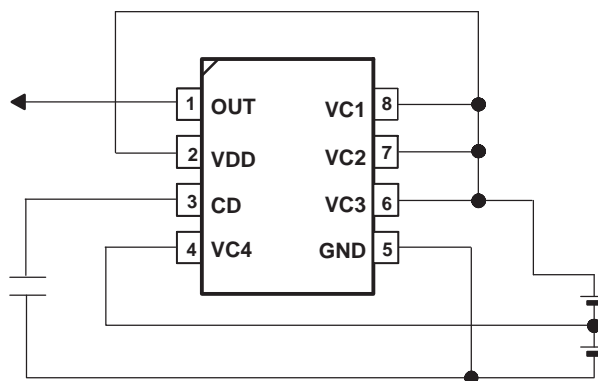 1 OUT VC1 8
2 VDD VC2 7
3 CD VC3 6
4 VC4 GND 5